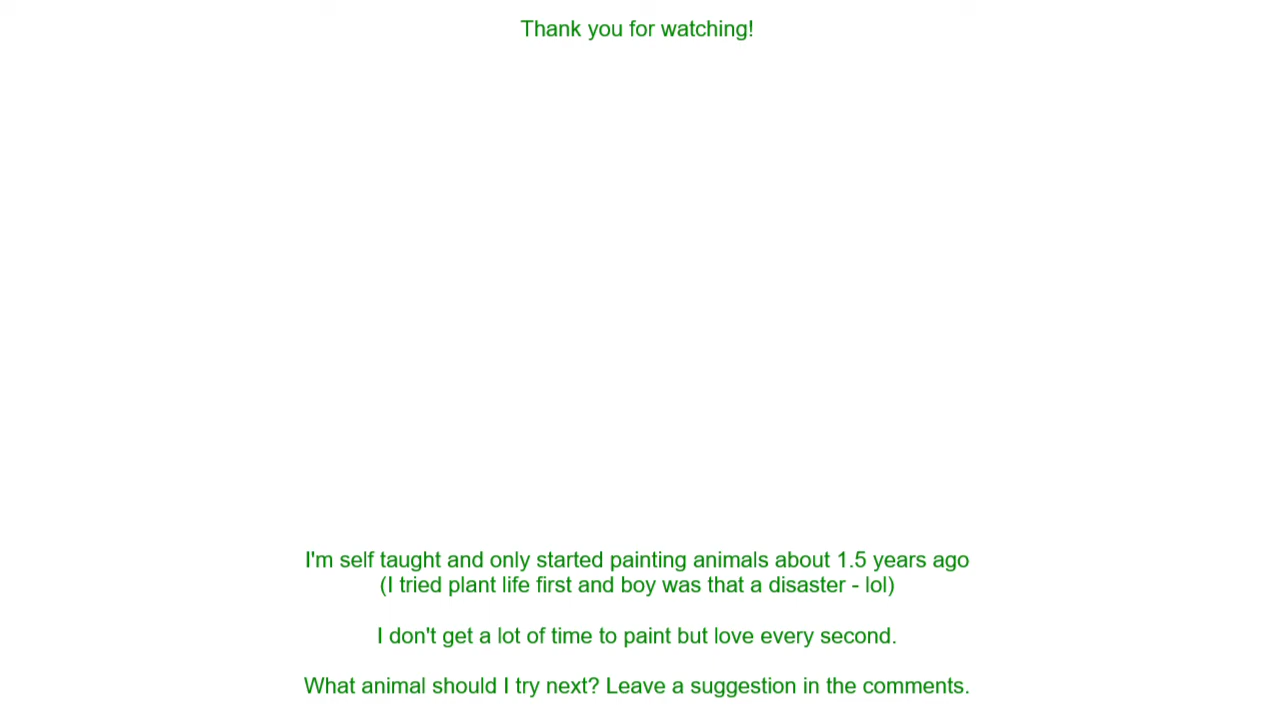 Thank you for watching!
I'm self taught and only started painting animals about 1.5 years ago
(I tried plant life first and boy was that a disaster - lol)
I don't get a lot of time to paint but love every second.
What animal should I try next? Leave a suggestion in the comments.